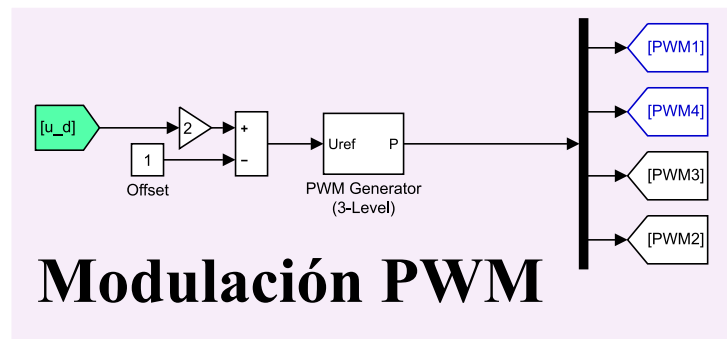 [u_d]
2
+
−
1
Offset
Uref P
PWM Generator
(3-Level)
[PWM1]
[PWM4]
[PWM3]
[PWM2]
Modulación PWM